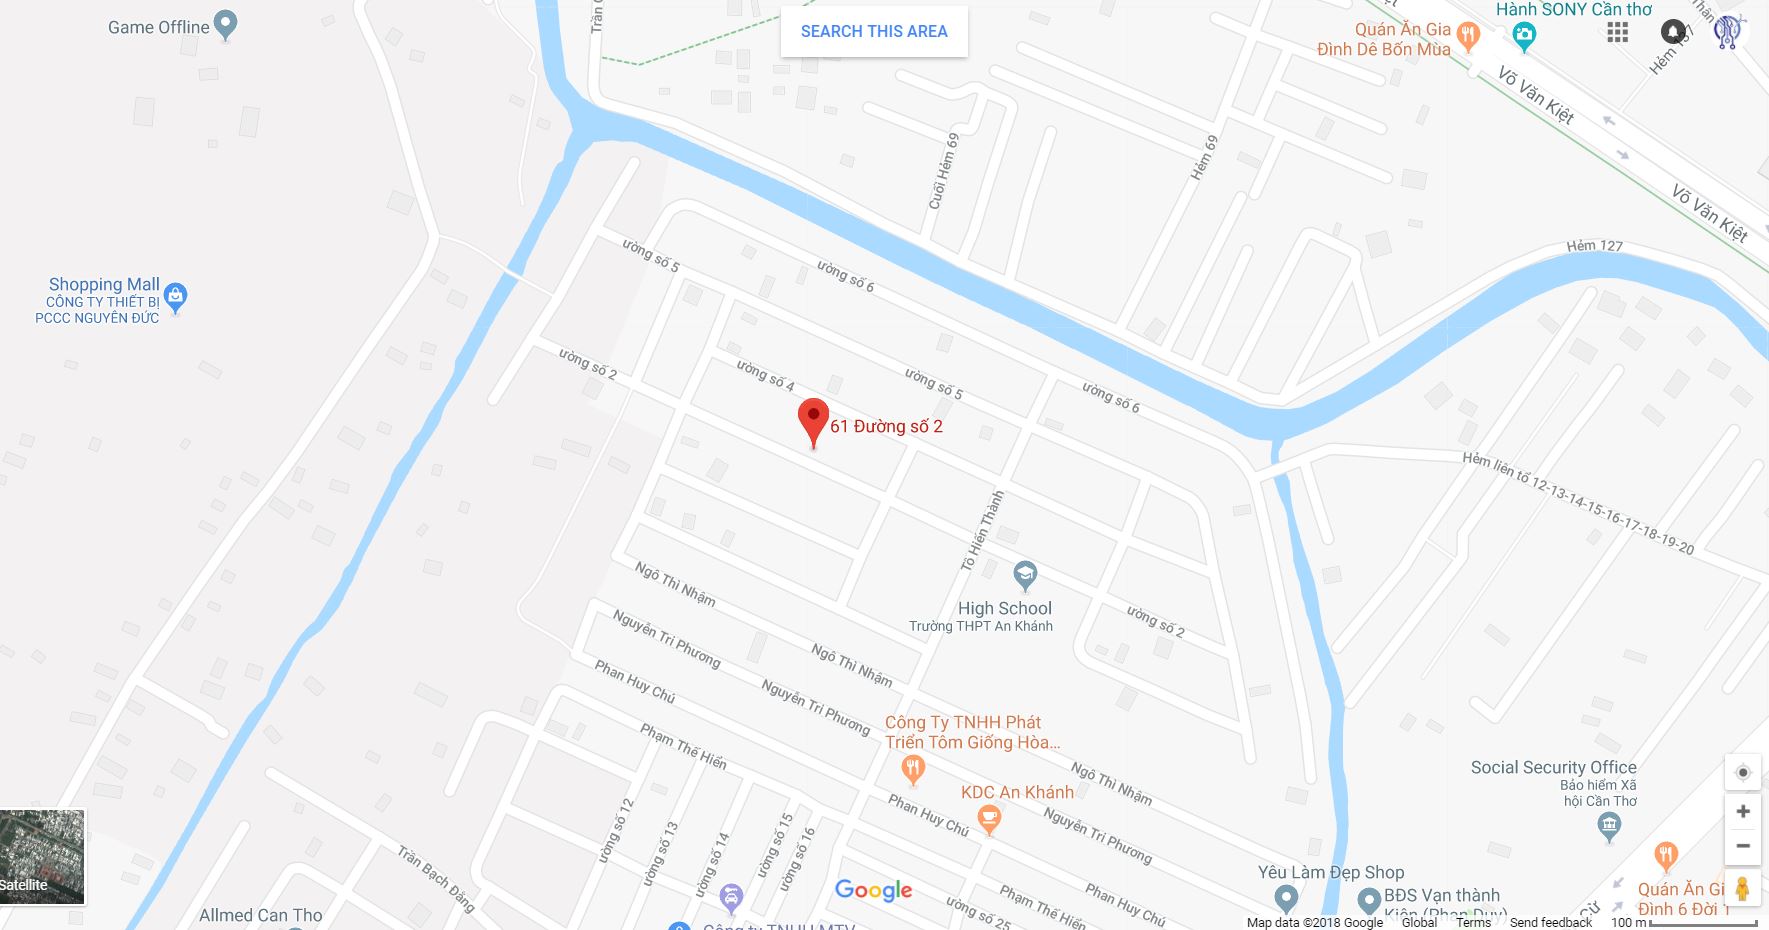 Game Offline
Trần
SEARCH THIS AREA
Hành SONY Cần thơ
Quán Ăn Gia
Đình Dê Bốn Mùa
Hẻm 137
Võ Văn Kiệt
Võ Văn Kiệt
Cuối Hẻm 69
Hẻm 69
Hẻm 127
ường số 5
ường số 6
Shopping Mall
CÔNG TY THIẾT BỊ
PCCC NGUYÊN ĐỨC
ường số 2
ường số 4
ường số 5
ường số 6
61 Đường số 2
Hẻm liên tổ 12-13-14-15-16-17-18-19-20
Tô Hiến Thành
High School
Trường THPT An Khánh
ường số 2
Ngô Thì Nhậm
Nguyễn Tri Phương
Ngô Thì Nhậm
Phan Huy Chú
Nguyễn Tri Phương
Phạm Thế Hiển
Công Ty TNHH Phát
Triển Tôm Giống Hòa...
Ngô Thì Nhậm
KDC An Khánh
Phan Huy Chú
Nguyễn Tri Phương
Social Security Office
Bảo hiểm Xã
hội Cần Thơ
ường số 12
ường số 13
ường số 14
ường số 15
ường số 16
Trần Bạch Đằng
Satellite
Allmed Can Tho
Google
Công ty TNHH MTV
ường số 25
Phạm Thế Hiển
Phan Huy Chú
Yêu Làm Đẹp Shop
BĐS Vạn thành
Kiên (Phan Duy)
Quán Ăn Gi
Đình 6 Đời 1
Map data ©2018 Google Global Terms Send feedback 100 m